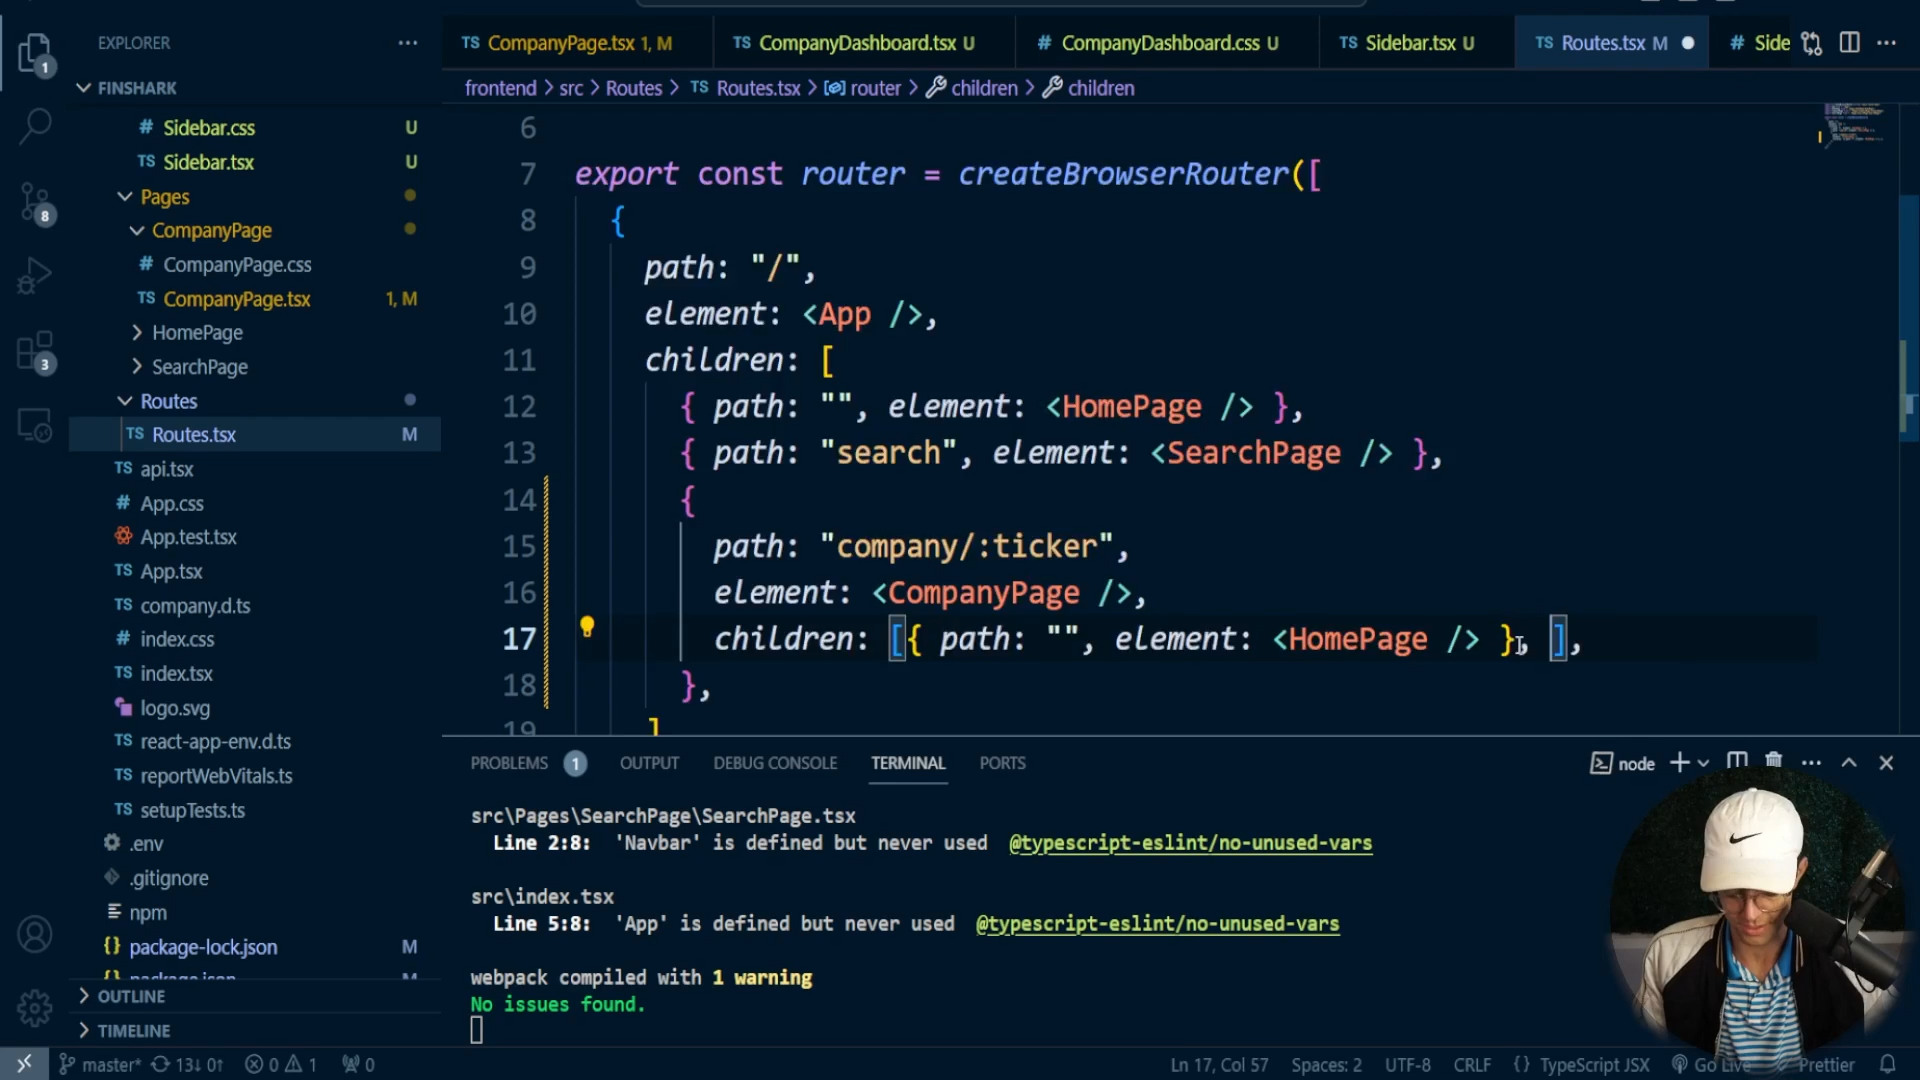 EXPLORER
FINSHARK
# Sidebar.css U
TS Sidebar.tsx U
Pages
CompanyPage
# CompanyPage.css
TS CompanyPage.tsx 1, M
HomePage
SearchPage
Routes
TS Routes.tsx M
TS api.tsx
# App.css
App.test.tsx
TS App.tsx
TS company.d.ts
# index.css
TS index.tsx
logo.svg
TS react-app-env.d.ts
TS reportWebVitals.ts
TS setupTests.ts
.env
.gitignore
npm
{} package-lock.json M
{} package.json M
OUTLINE
TIMELINE
1
8
3
TS CompanyPage.tsx 1, M
TS CompanyDashboard.tsx U
# CompanyDashboard.css U
TS Sidebar.tsx U
TS Routes.tsx M
# Side
frontend > src > Routes > TS Routes.tsx > router > children > children
6
7 export const router = createBrowserRouter([
8 {
9 path: "/",
10 element: <App />,
11 children: [
12 { path: "", element: <HomePage /> },
13 { path: "search", element: <SearchPage /> },
14 {
15 path: "company/:ticker",
16 element: <CompanyPage />,
17 children: [{ path: "", element: <HomePage /> }, ],
18 },
19 ]
PROBLEMS 1 OUTPUT DEBUG CONSOLE TERMINAL PORTS
node
src\Pages\SearchPage\SearchPage.tsx
Line 2:8: 'Navbar' is defined but never used @typescript-eslint/no-unused-vars
src\index.tsx
Line 5:8: 'App' is defined but never used @typescript-eslint/no-unused-vars
webpack compiled with 1 warning
No issues found.
master* 13↓ 0↑ 0 1 0
Ln 17, Col 57 Spaces: 2 UTF-8 CRLF {} TypeScript JSX Go Live Prettier